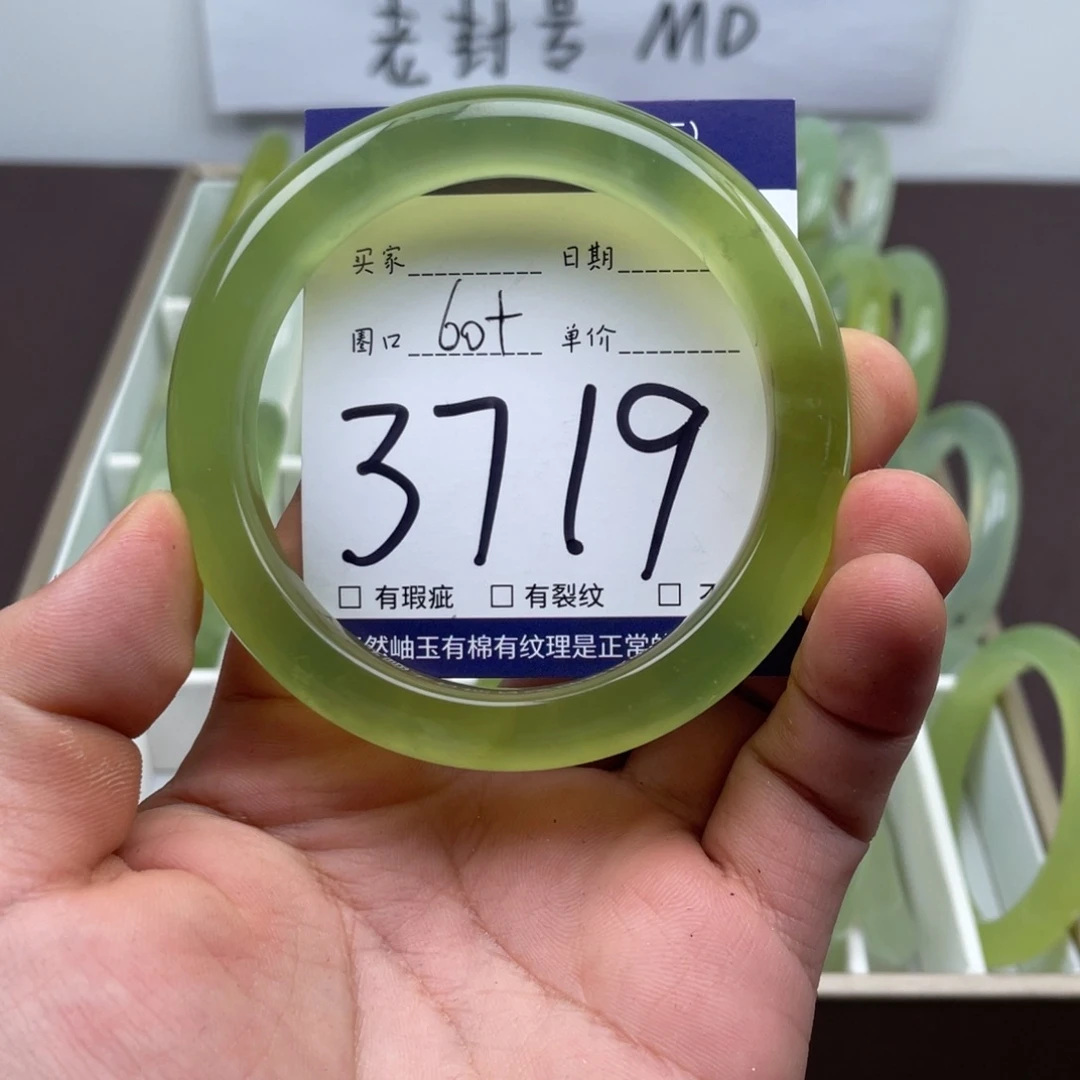 老封号 MD
买家__________ 日期_______
圈口 60+ 单价_________
3719
□ 有瑕疵 □ 有裂纹 □
然岫玉有棉有纹理是正常